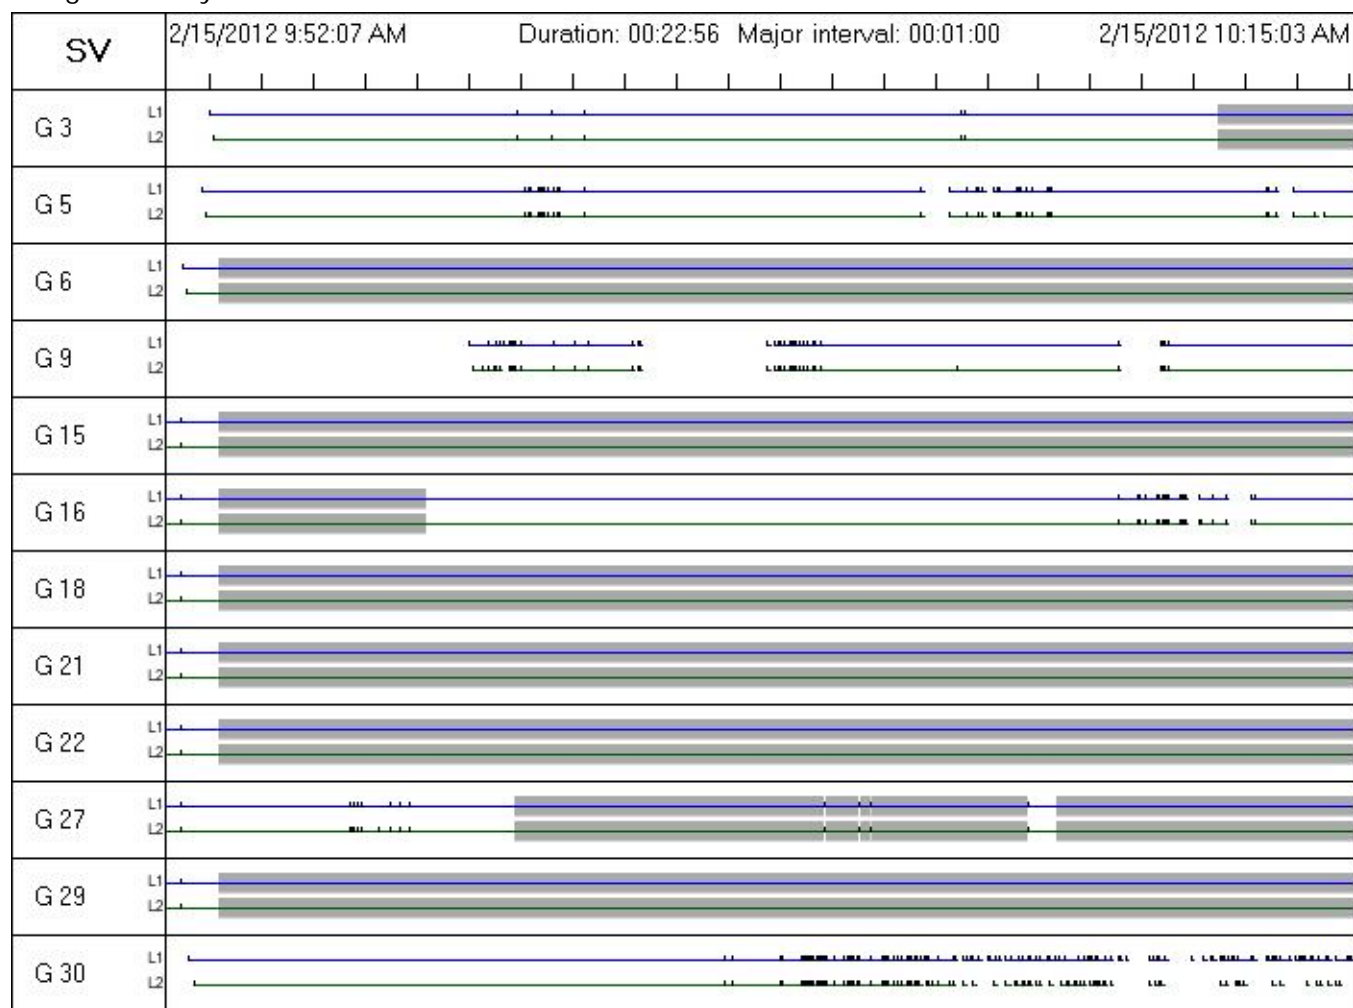 SV
2/15/2012 9:52:07 AM Duration: 00:22:56 Major interval: 00:01:00 2/15/2012 10:15:03 AM
G 3 L1
L2
G 5 L1
L2
G 6 L1
L2
G 9 L1
L2
G 15 L1
L2
G 16 L1
L2
G 18 L1
L2
G 21 L1
L2
G 22 L1
L2
G 27 L1
L2
G 29 L1
L2
G 30 L1
L2